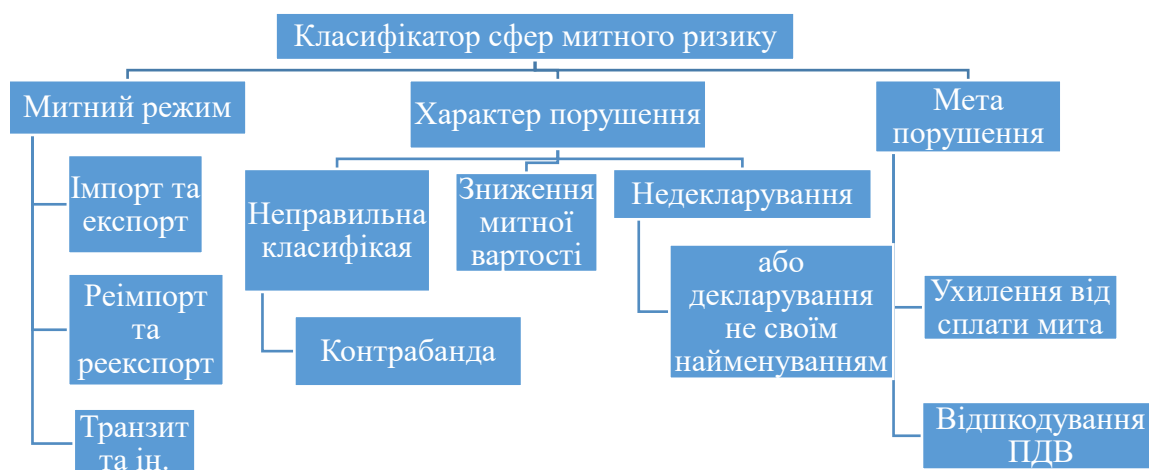 Класифікатор сфер митного ризику
Митний режим
Імпорт та
експорт
Реімпорт
та
реекспорт
Транзит
та ін.
Характер порушення
Неправильна
класифікая
Контрабанда
Зниження
митної
вартості
Недекларування
або
декларування
не своїм
найменуванням
Мета
порушення
Ухилення від
сплати мита
Відшкодування
ПДВ